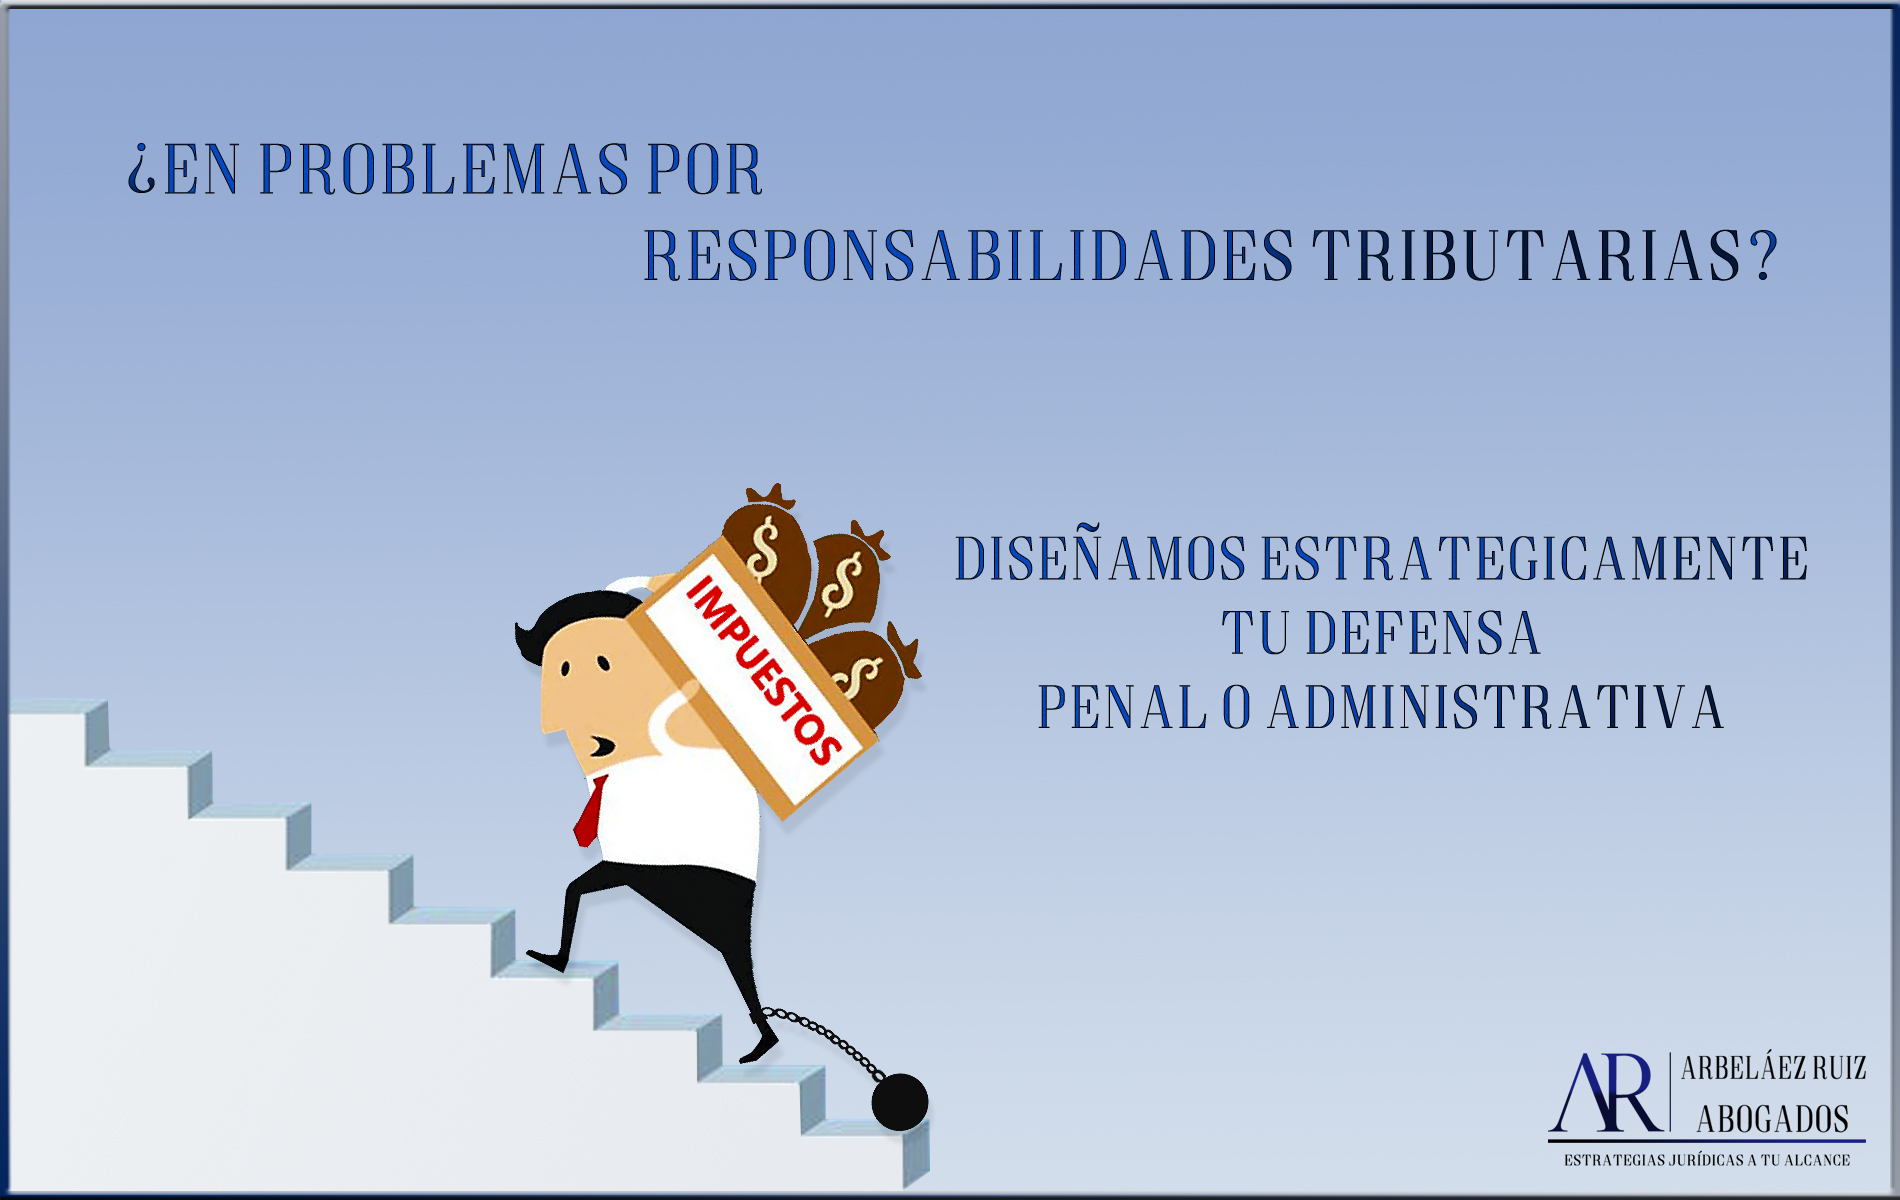 ¿EN PROBLEMAS POR
RESPONSABILIDADES TRIBUTARIAS?
$
$
$
IMPUESTOS
DISEÑAMOS ESTRATEGICAMENTE
TU DEFENSA
PENAL O ADMINISTRATIVA
AR
ARBELÁEZ RUIZ
ABOGADOS
ESTRATEGIAS JURÍDICAS A TU ALCANCE